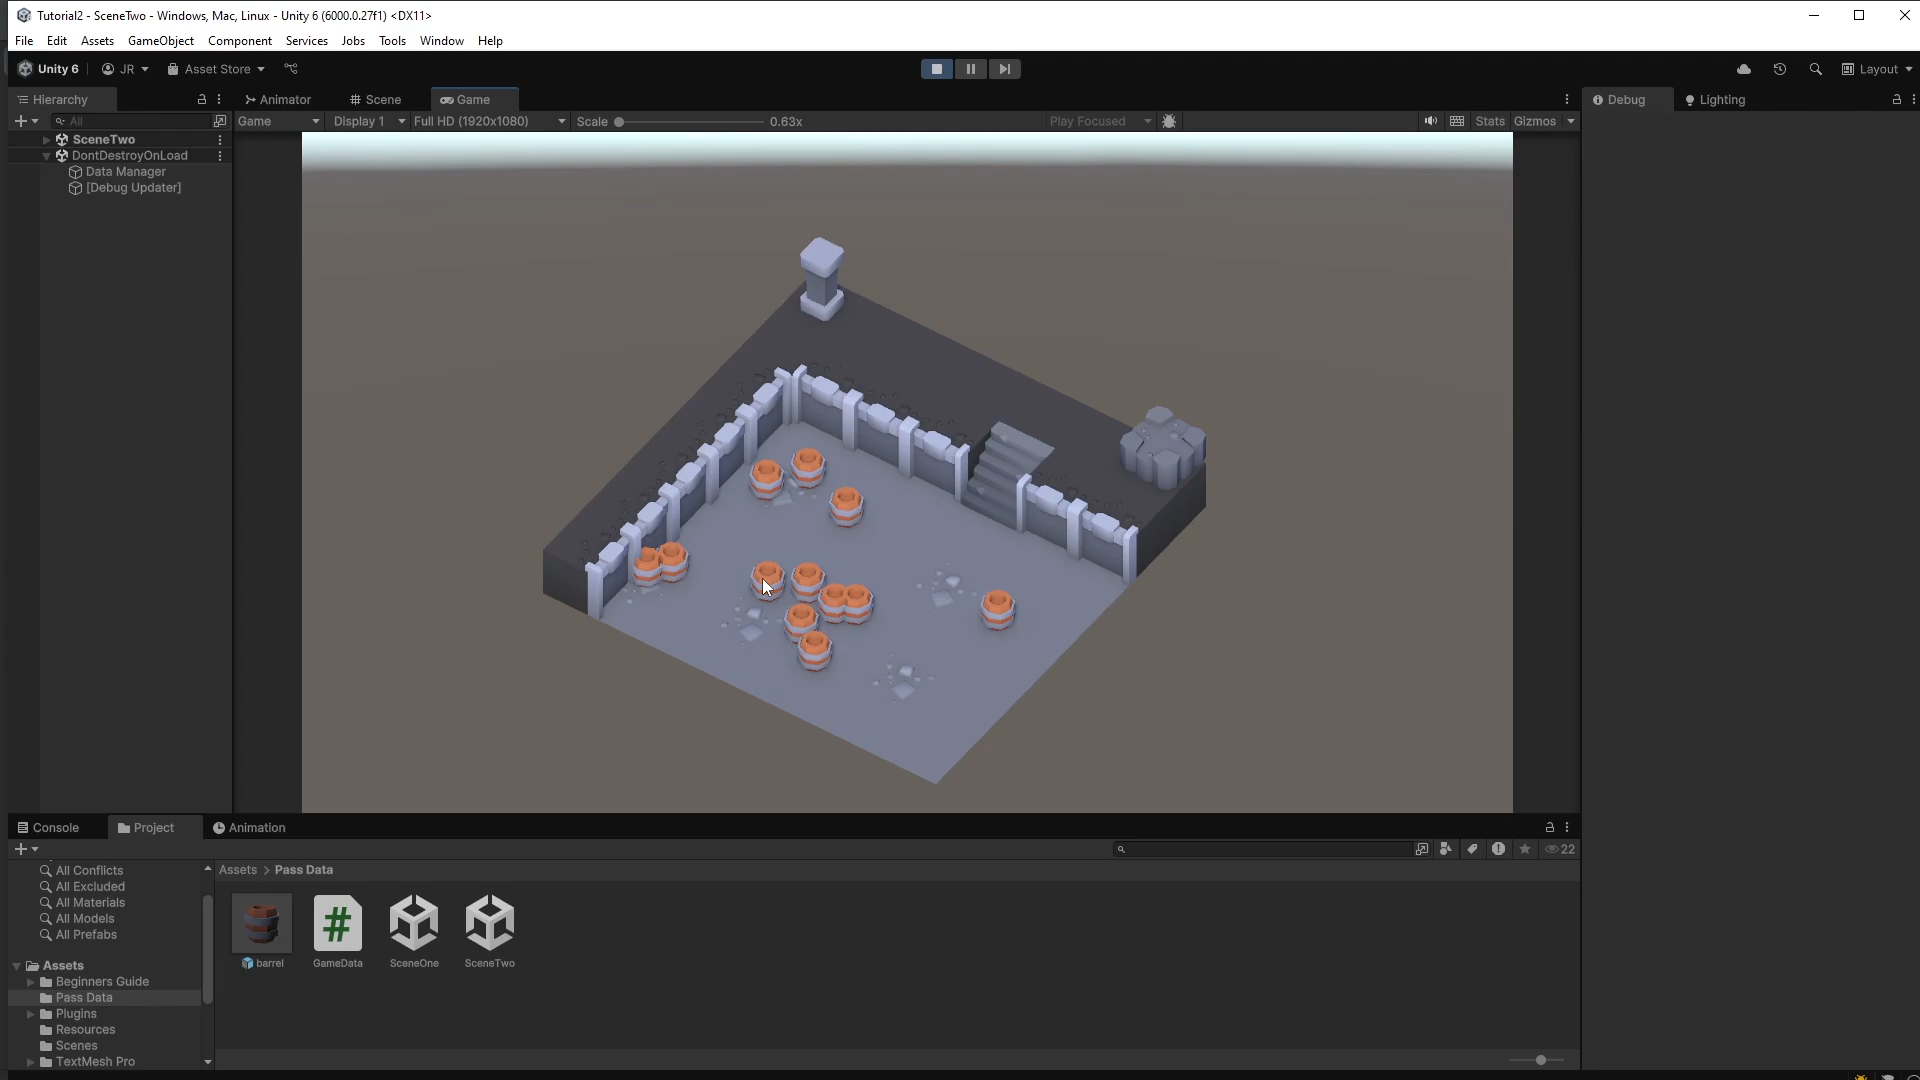 Tutorial2 - SceneTwo - Windows, Mac, Linux - Unity 6 (6000.0.27f1) <DX11>
File Edit Assets GameObject Component Services Jobs Tools Window Help
Unity 6 JR Asset Store Layout
Hierarchy Animator Scene Game Debug Lighting
All Game Display 1 Full HD (1920x1080) Scale 0.63x Play Focused Stats Gizmos
SceneTwo
DontDestroyOnLoad
Data Manager
[Debug Updater]
Console Project Animation
22
All Conflicts
All Excluded
All Materials
All Models
All Prefabs
Assets
Beginners Guide
Pass Data
Plugins
Resources
Scenes
TextMesh Pro
Assets > Pass Data
#
barrel GameData SceneOne SceneTwo